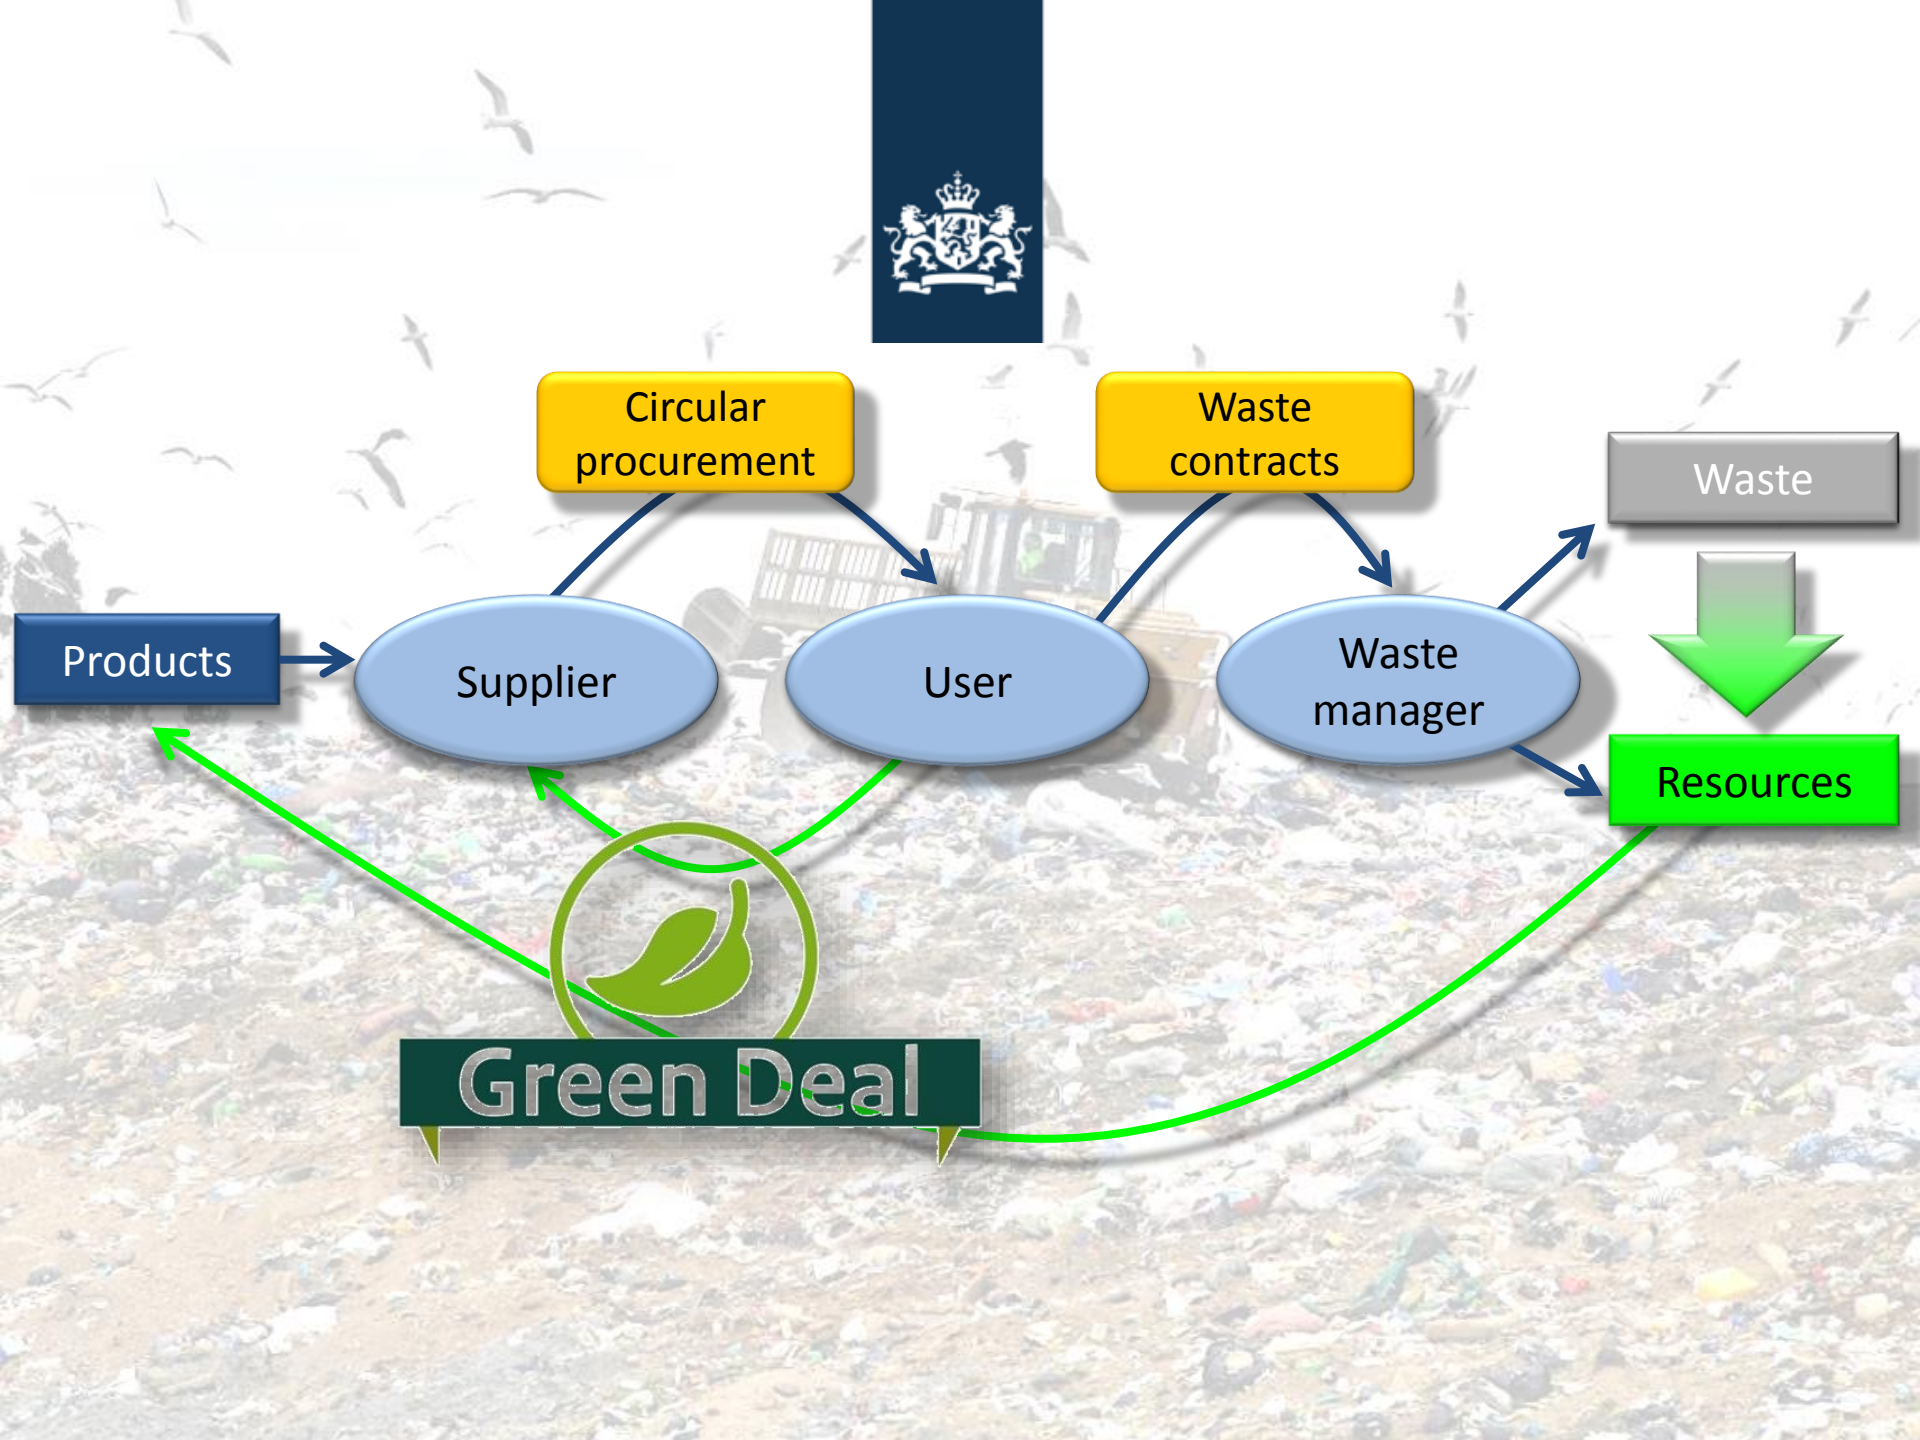 Circular
procurement
Waste
contracts
Waste
Products
Supplier
User
Waste
manager
Resources
Green Deal